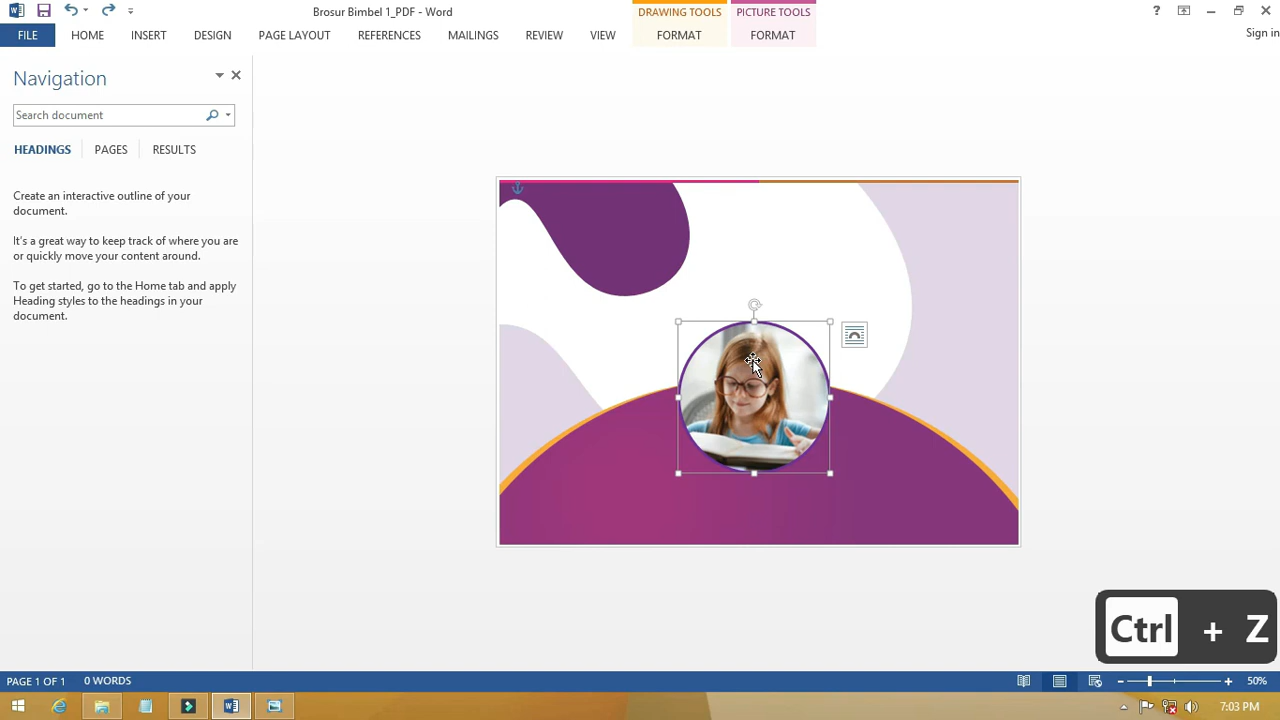 Brosur Bimbel 1_PDF - Word
DRAWING TOOLS
PICTURE TOOLS
?
FILE
HOME
INSERT
DESIGN
PAGE LAYOUT
REFERENCES
MAILINGS
REVIEW
VIEW
FORMAT
FORMAT
Sign in
Navigation
Search document
HEADINGS
PAGES
RESULTS
Create an interactive outline of your
document.
It's a great way to keep track of where you are
or quickly move your content around.
To get started, go to the Home tab and apply
Heading styles to the headings in your
document.
Ctrl + Z
PAGE 1 OF 1
0 WORDS
50%
7:03 PM